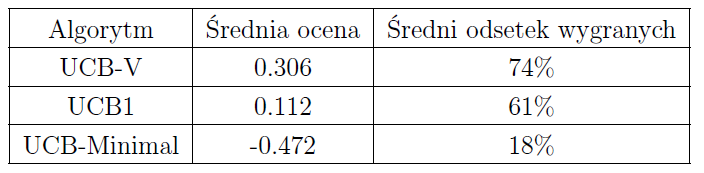 Algorytm Średnia ocena Średni odsetek wygranych
UCB-V 0.306 74%
UCB1 0.112 61%
UCB-Minimal -0.472 18%